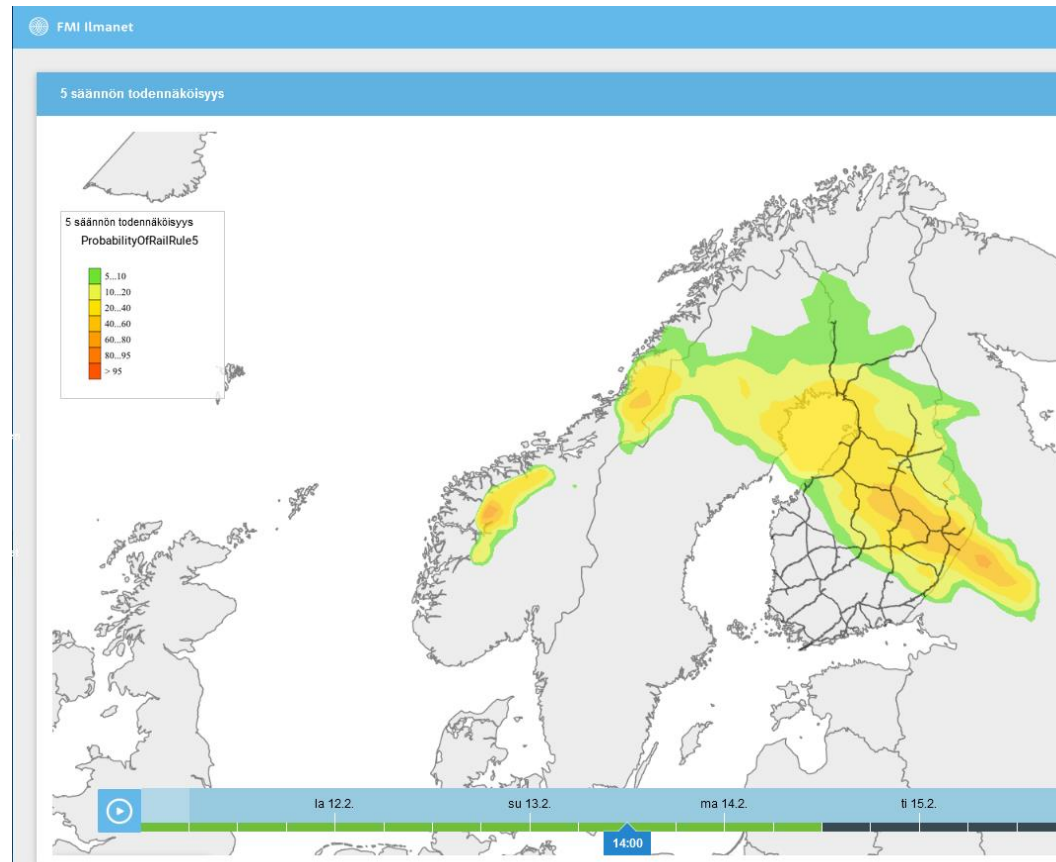 FMI Ilmanet
5 säännön todennäköisyys
5 säännön todennäköisyys
ProbabilityOfRailRule5
5...10
10...20
20...40
40...60
60...80
80...95
> 95
la 12.2.
su 13.2.
ma 14.2.
ti 15.2.
14:00